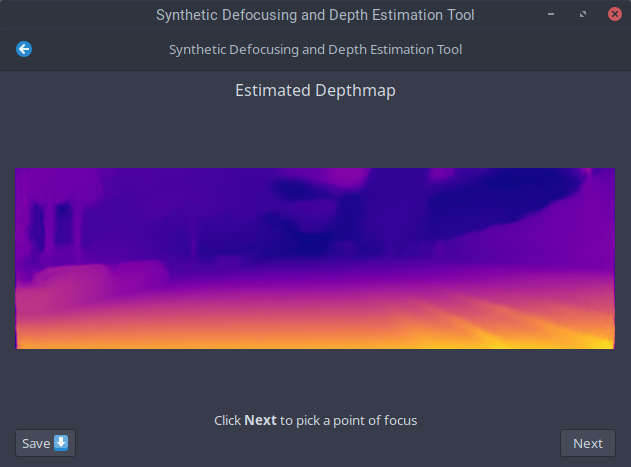 Synthetic Defocusing and Depth Estimation Tool
Synthetic Defocusing and Depth Estimation Tool
Estimated Depthmap
Click Next to pick a point of focus
Save
Next